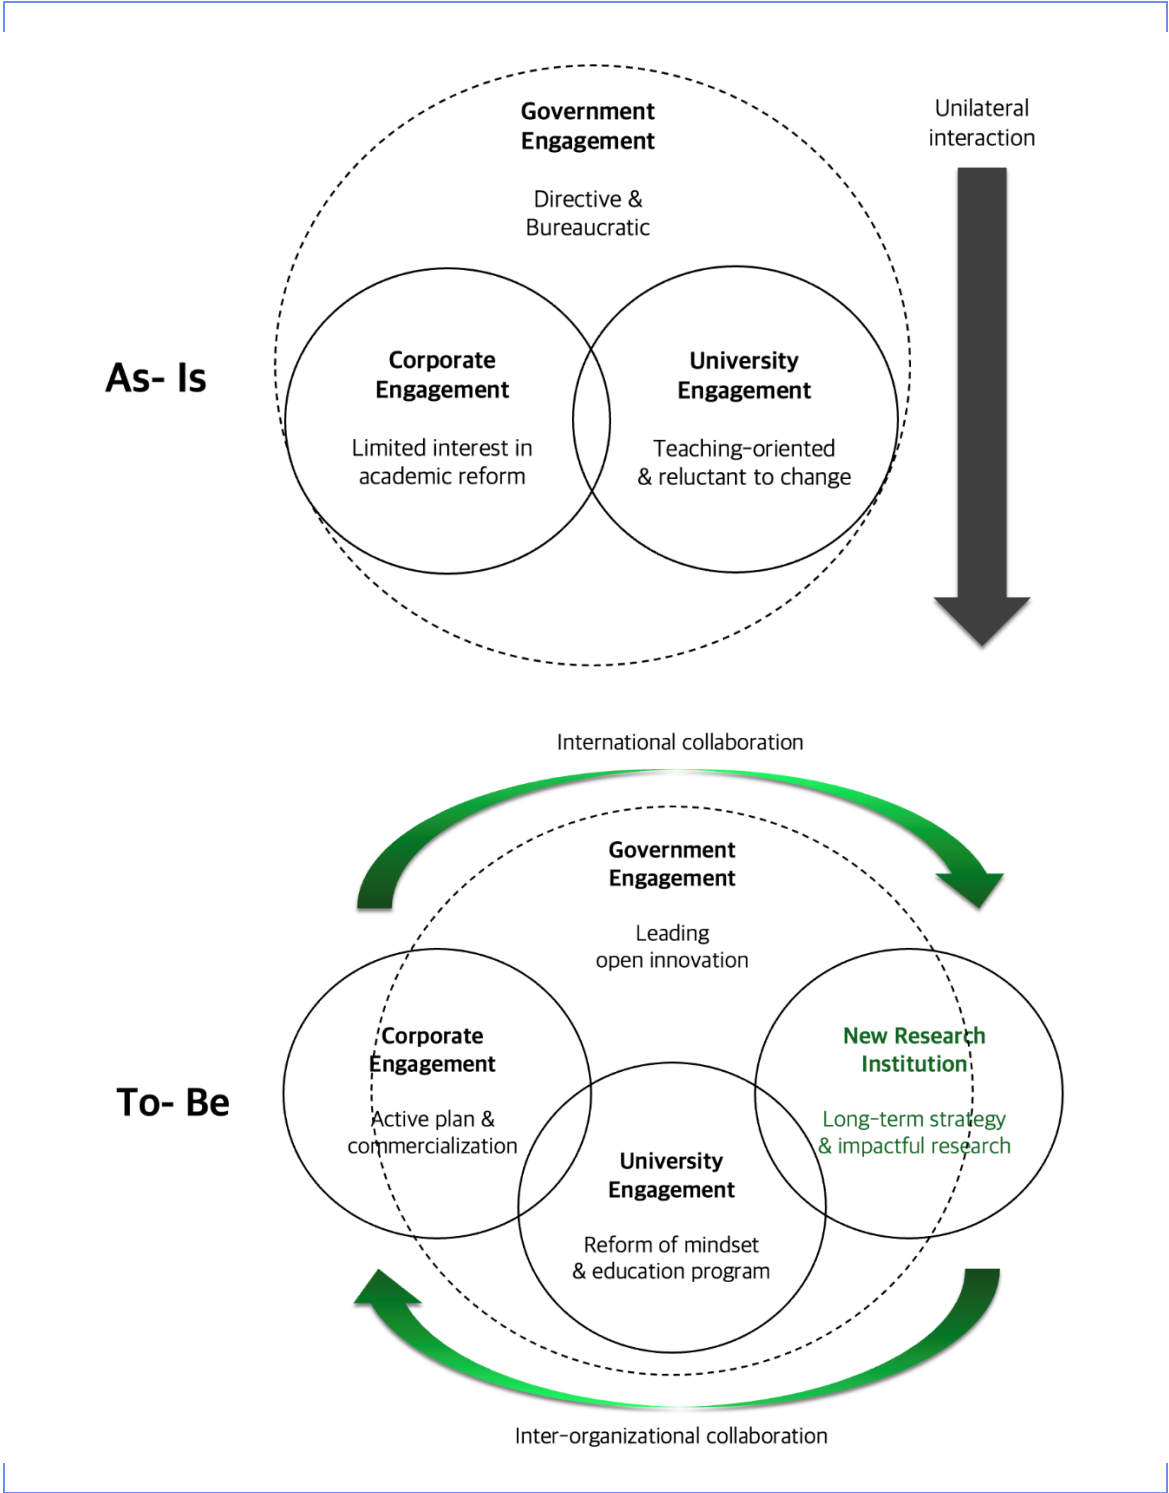 Government
Engagement
Directive &
Bureaucratic
Unilateral
interaction
As- Is
Corporate
Engagement
Limited interest in
academic reform
University
Engagement
Teaching-oriented
& reluctant to change
International collaboration
Government
Engagement
Leading
open innovation
To- Be
Corporate
Engagement
Active plan &
commercialization
University
Engagement
Reform of mindset
& education program
New Research
Institution
Long-term strategy
& impactful research
Inter-organizational collaboration